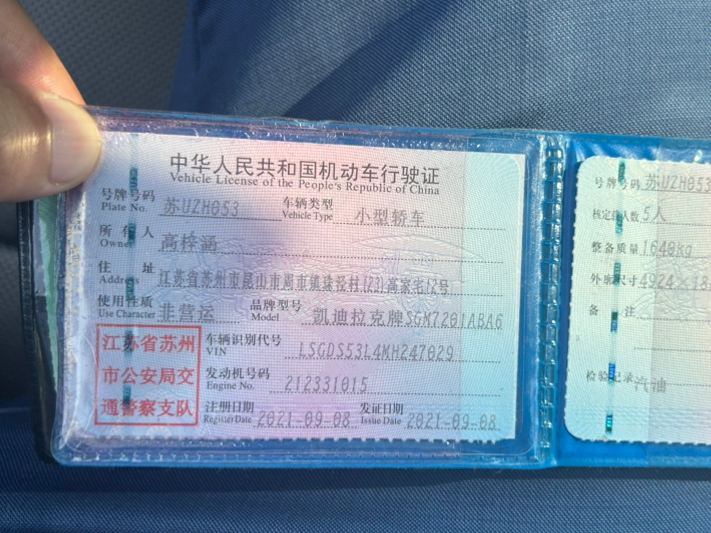 中华人民共和国机动车行驶证
Vehicle License of the People's Republic of China
号牌号码 苏UZH053 车辆类型 小型轿车
Plate No. Vehicle Type
所有人 高梓涵
Owner
住址 江苏省苏州市昆山市周市镇珠泾村(23)高家宅12号
Address
使用性质 非营运 品牌型号 凯迪拉克牌SGM7201ABA6
Use Character Model
江苏省苏州
市公安局交
通警察支队
车辆识别代号 LSGDS53L4MH247029
VIN
发动机号码 212331015
Engine No.
注册日期 2021-09-08 发证日期 2021-09-08
Register Date Issue Date
号牌号码 苏UZH053
核定载人数 5人
整备质量 1640kg
外廓尺寸 4924×18
备注
检验记录 汽油